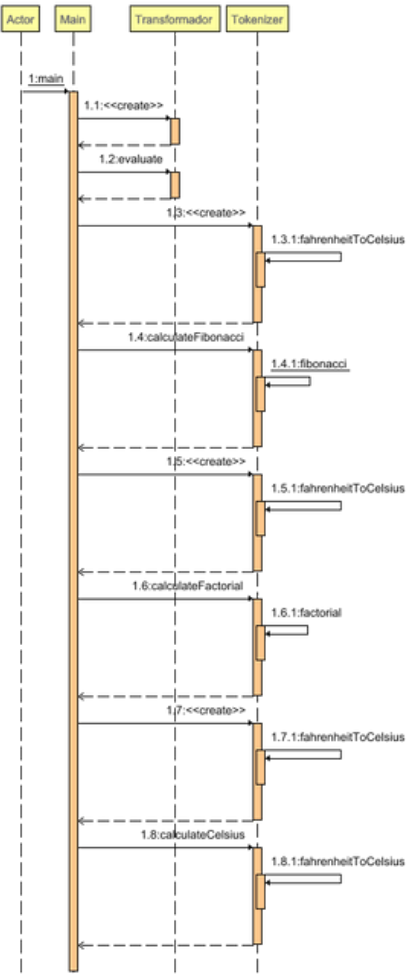 Actor Main Transformador Tokenizer
1:main
1.1:<<create>>
1.2:evaluate
1.3:<<create>>
1.3.1:fahrenheitToCelsius
1.4:calculateFibonacci
1.4.1:fibonacci
1.5:<<create>>
1.5.1:fahrenheitToCelsius
1.6:calculateFactorial
1.6.1:factorial
1.7:<<create>>
1.7.1:fahrenheitToCelsius
1.8:calculateCelsius
1.8.1:fahrenheitToCelsius